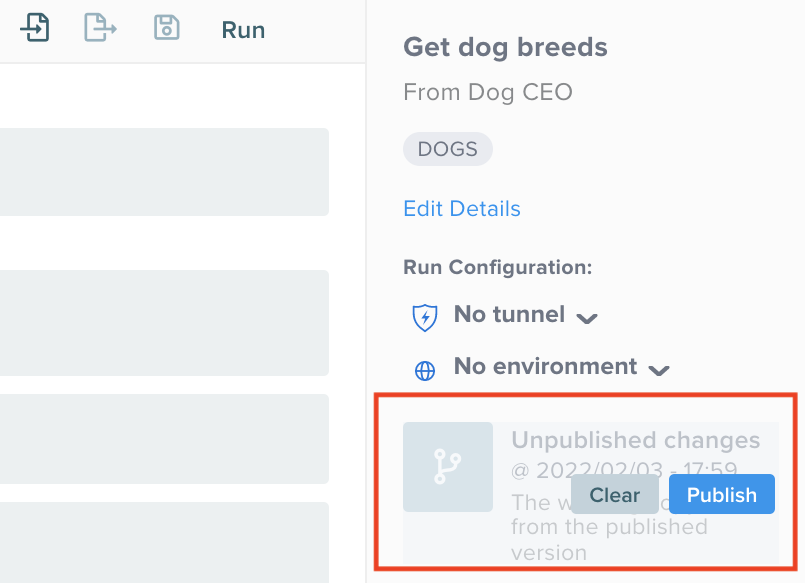 Run
Get dog breeds
From Dog CEO
DOGS
Edit Details
Run Configuration:
No tunnel
No environment
Unpublished changes
@ 2022/02/03 - 17:59
Clear
Publish
The
from the published
version